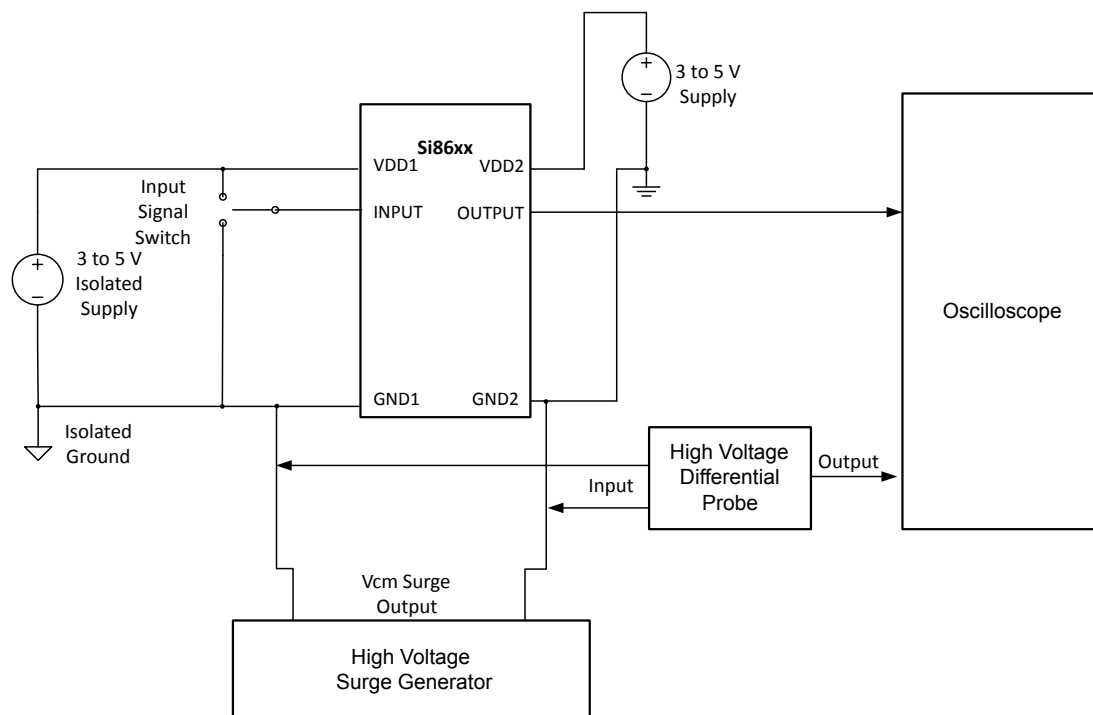 3 to 5 V
Supply
Si86xx
VDD1
VDD2
Input
Signal
Switch
INPUT
OUTPUT
3 to 5 V
Isolated
Supply
Oscilloscope
GND1
GND2
Isolated
Ground
High Voltage
Differential
Probe
Output
Input
Vcm Surge
Output
High Voltage
Surge Generator
+
−
+
−